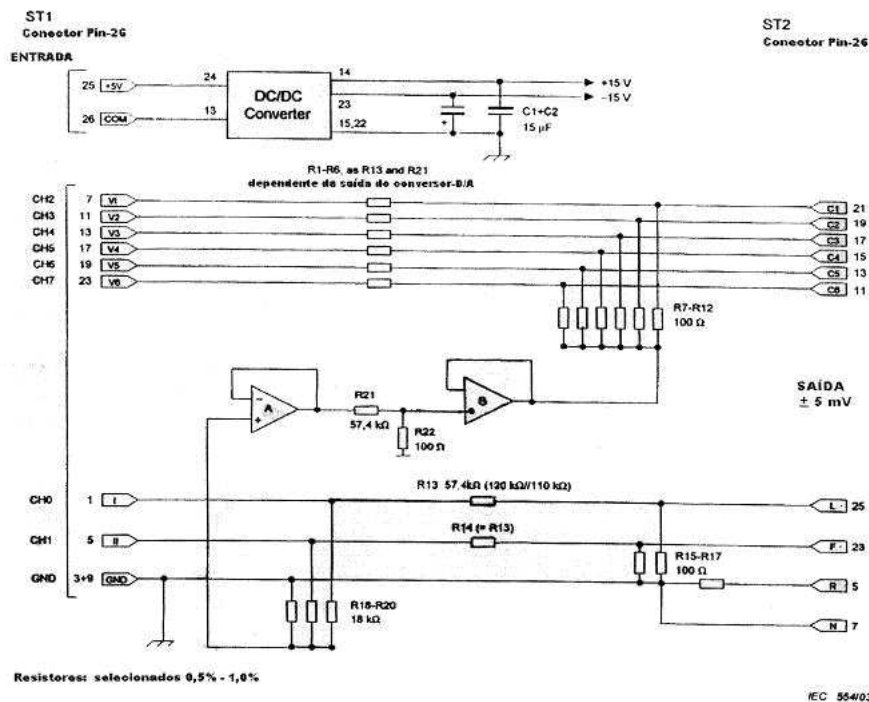 ST1
Conector Pin-26
ST2
Conector Pin-26
ENTRADA
25 +5V 24
26 COM 13
DC/DC
Converter
14
23
15,22
+15 V
–15 V
C1+C2
15 µF
R1-R6, as R13 and R21
dependente da saída do conversor-D/A
CH2 7 V1
CH3 11 V2
CH4 13 V3
CH5 17 V4
CH6 19 V5
CH7 23 V6
C1 21
C2 19
C3 17
C4 15
C5 13
C6 11
R7-R12
100 Ω
A
R21
57,4 kΩ
R22
100 Ω
SAÍDA
± 5 mV
R13 57,4kΩ (120 kΩ//110 kΩ)
CH0 1 I
L 25
R14 (= R13)
CH1 5 II
F 23
R15-R17
100 Ω
GND 3+9 GND
R 5
R18-R20
18 kΩ
N 7
Resistores: selecionados 0,5% - 1,0%
IEC 554/03